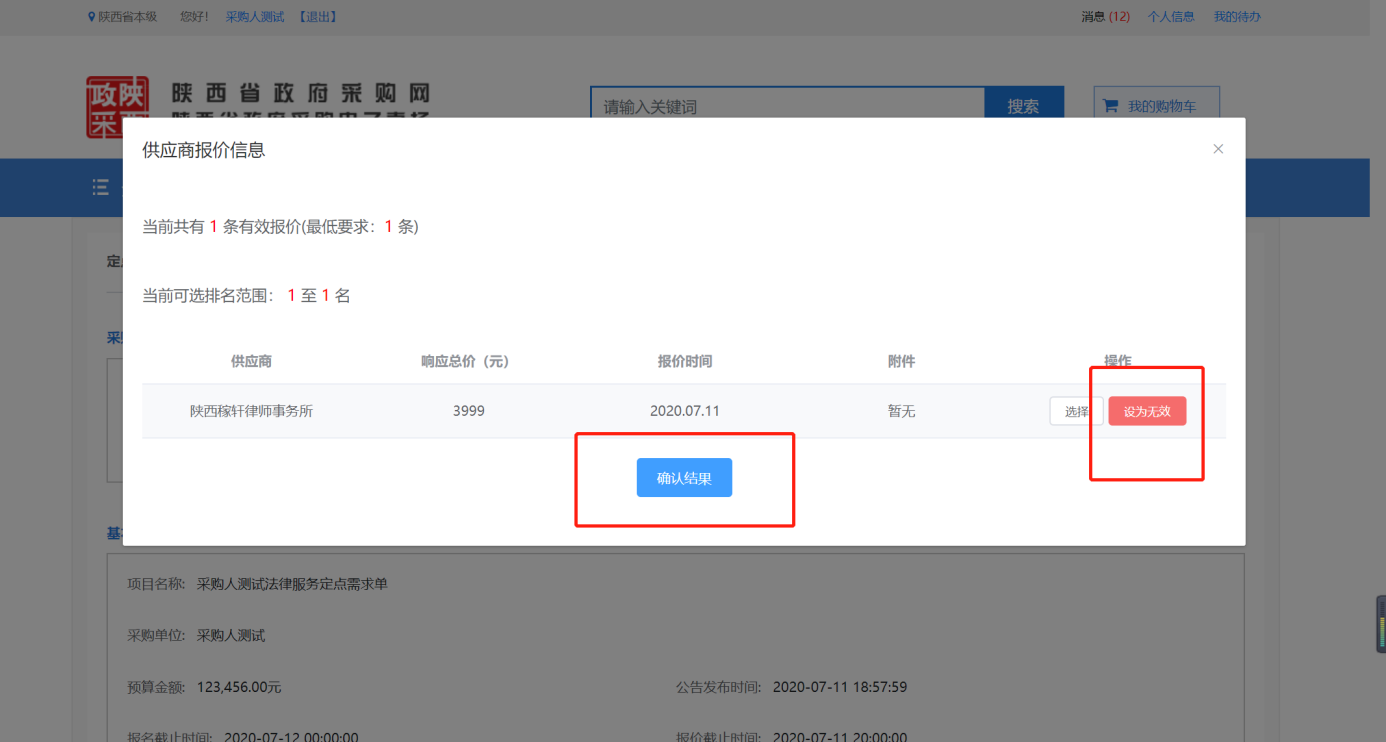 陕西省本级 您好！ 采购人测试 【退出】 消息 (12) 个人信息 我的待办
政陕
采购
陕西省政府采购网
请输入关键词 搜索 我的购物车
供应商报价信息
当前共有 1 条有效报价(最低要求：1 条)
定
当前可选排名范围： 1 至 1 名
采
供应商 响应总价（元） 报价时间 附件 操作
陕西稼轩律师事务所 3999 2020.07.11 暂无 选择 设为无效
确认结果
基
项目名称: 采购人测试法律服务定点需求单
采购单位: 采购人测试
预算金额: 123,456.00元 公告发布时间: 2020-07-11 18:57:59
报名截止时间: 2020-07-12 00:00:00 报价截止时间: 2020-07-11 20:00:00